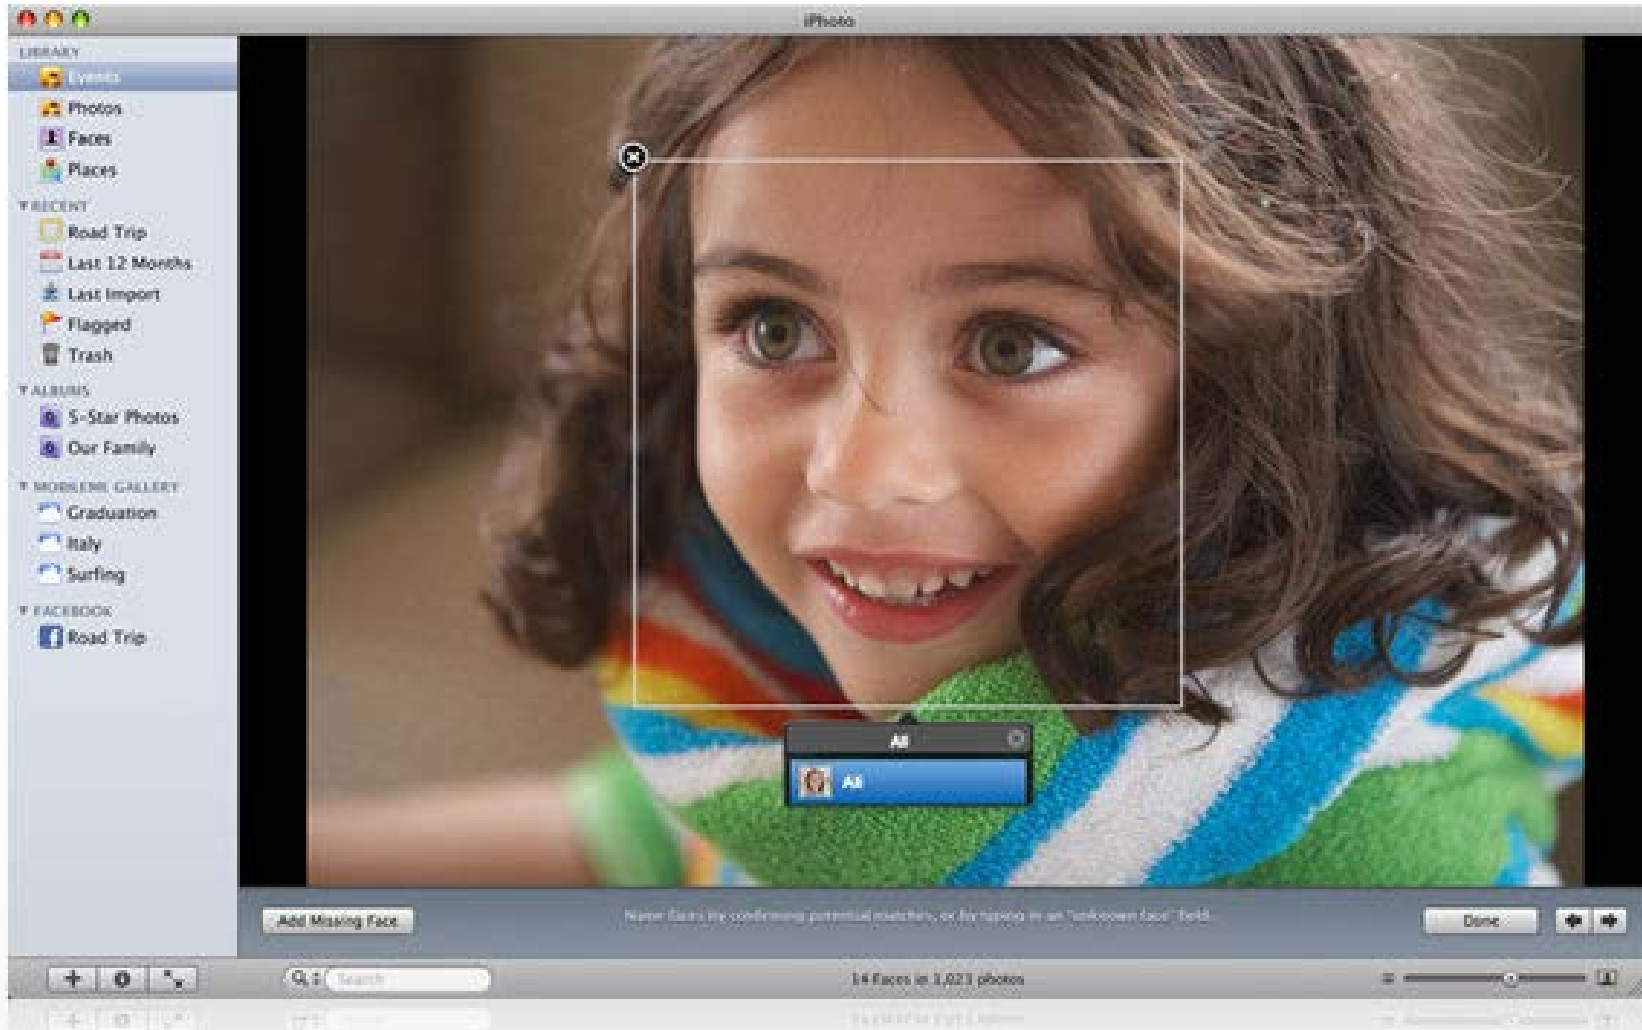 iPhoto
LIBRARY
Events
Photos
Faces
Places
RECENT
Road Trip
Last 12 Months
Last Import
Flagged
Trash
ALBUMS
5-Star Photos
Our Family
MOBILEME GALLERY
Graduation
Italy
Surfing
FACEBOOK
Road Trip
Ali
Ali
Add Missing Face
Name faces by confirming potential matches, or by typing in an "unknown face" field.
Done
Search
14 Faces in 1,023 photos